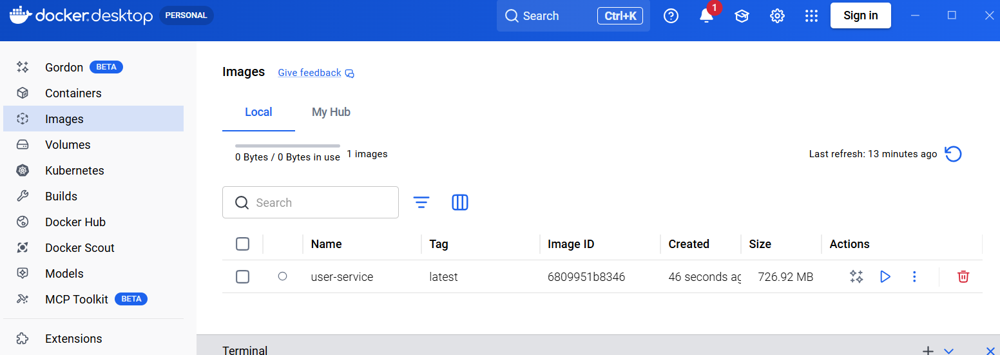 docker.desktop PERSONAL Search Ctrl+K 1 Sign in
Gordon BETA
Containers
Images
Volumes
Kubernetes
Builds
Docker Hub
Docker Scout
Models
MCP Toolkit BETA
Extensions
Images Give feedback
Local My Hub
0 Bytes / 0 Bytes in use 1 images Last refresh: 13 minutes ago
Search
Name Tag Image ID Created Size Actions
user-service latest 6809951b8346 46 seconds ag 726.92 MB
Terminal